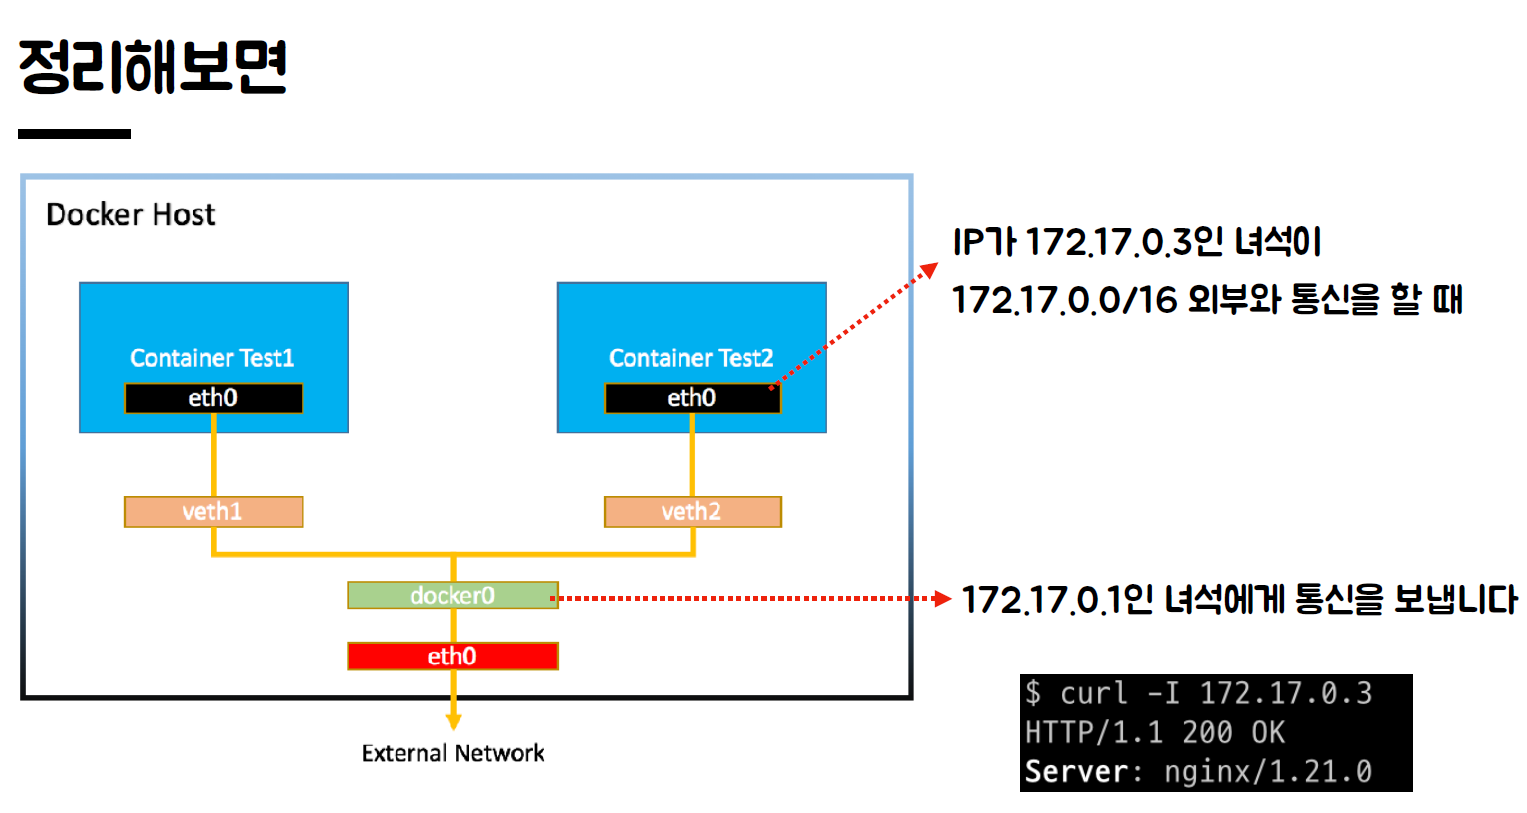 정리해보면
Docker Host
IP가 172.17.0.3인 녀석이
172.17.0.0/16 외부와 통신을 할 때
Container Test1
eth0
Container Test2
eth0
veth1
veth2
docker0
172.17.0.1인 녀석에게 통신을 보냅니다
eth0
External Network
$ curl -I 172.17.0.3
HTTP/1.1 200 OK
Server: nginx/1.21.0